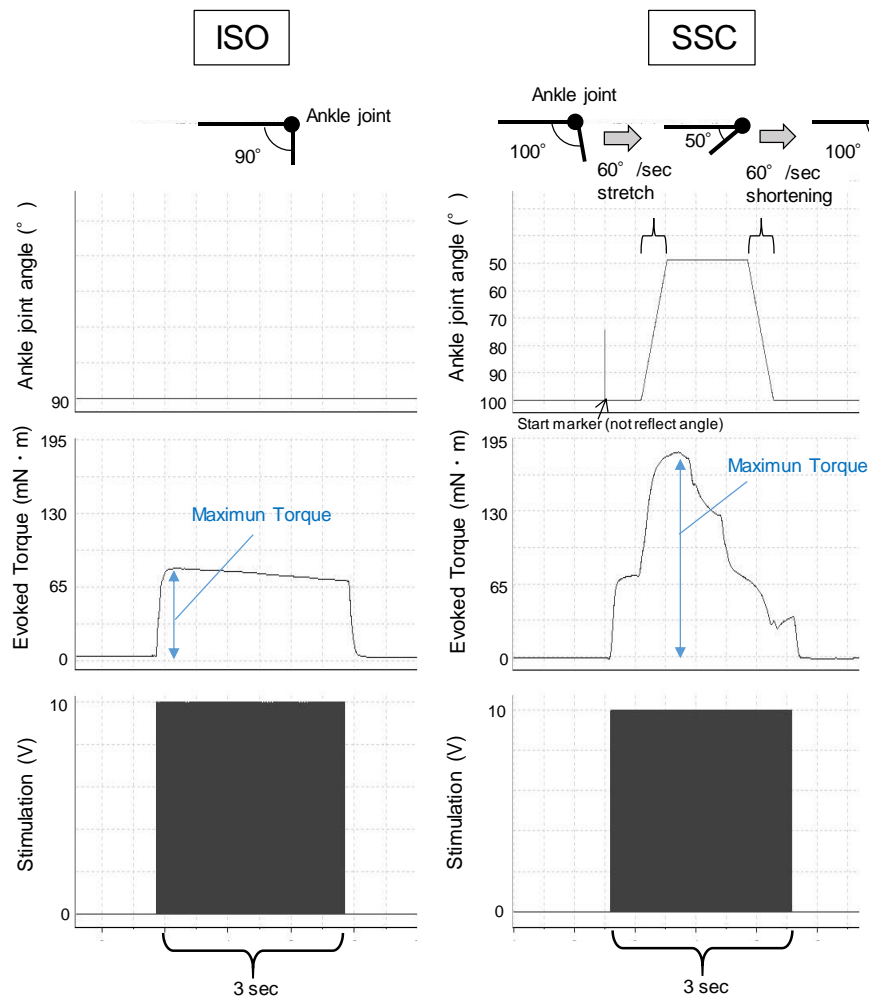 ISO
Ankle joint
90°
Ankle joint angle (°)
90
Evoked Torque (mN・m)
195
130
65
0
Maximun Torque
Stimulation (V)
10
0
3 sec
SSC
Ankle joint
100°
60° /sec
stretch
50°
60° /sec
shortening
100°
Ankle joint angle (°)
50
60
70
80
90
100
Start marker (not reflect angle)
Evoked Torque (mN・m)
195
130
65
0
Maximun Torque
Stimulation (V)
10
0
3 sec